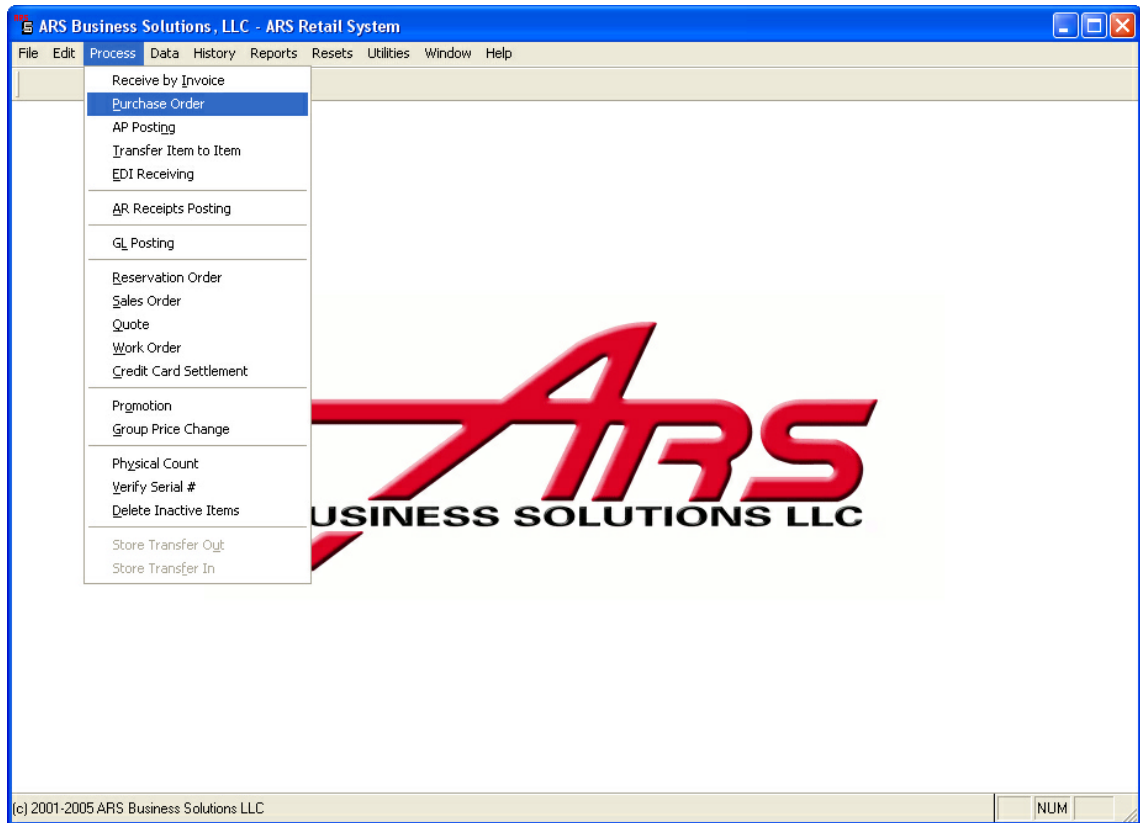 ARS Business Solutions, LLC - ARS Retail System
File Edit Process Data History Reports Resets Utilities Window Help
Receive by Invoice
Purchase Order
AP Posting
Transfer Item to Item
EDI Receiving
AR Receipts Posting
GL Posting
Reservation Order
Sales Order
Quote
Work Order
Credit Card Settlement
Promotion
Group Price Change
Physical Count
Verify Serial #
Delete Inactive Items
Store Transfer Out
Store Transfer In
ARS
USINESS SOLUTIONS LLC
(c) 2001-2005 ARS Business Solutions LLC
NUM